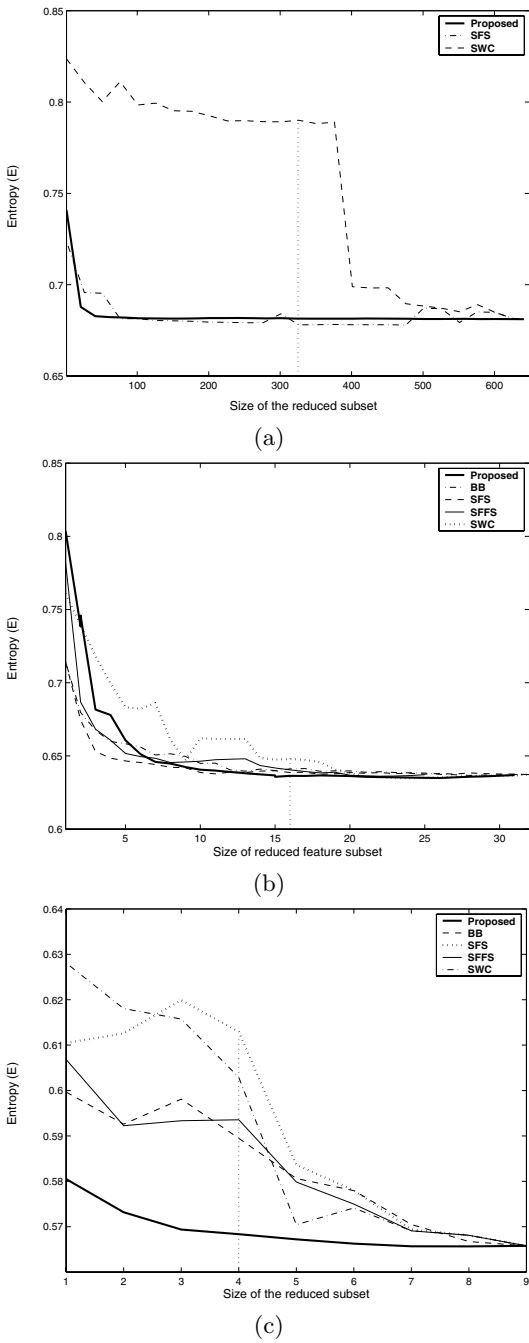 0.85
Proposed
SFS
SWC
0.8
0.75
0.7
0.65
Entropy (E)
100
200
300
400
500
600
Size of the reduced subset
(a)
0.85
Proposed
BB
SFS
SFFS
SWC
0.8
0.75
0.7
0.65
0.6
Entropy (E)
5
10
15
20
25
30
Size of reduced feature subset
(b)
0.64
Proposed
BB
SFS
SFFS
SWC
0.63
0.62
0.61
0.6
0.59
0.58
0.57
Entropy (E)
1
2
3
4
5
6
7
8
9
Size of the reduced subset
(c)